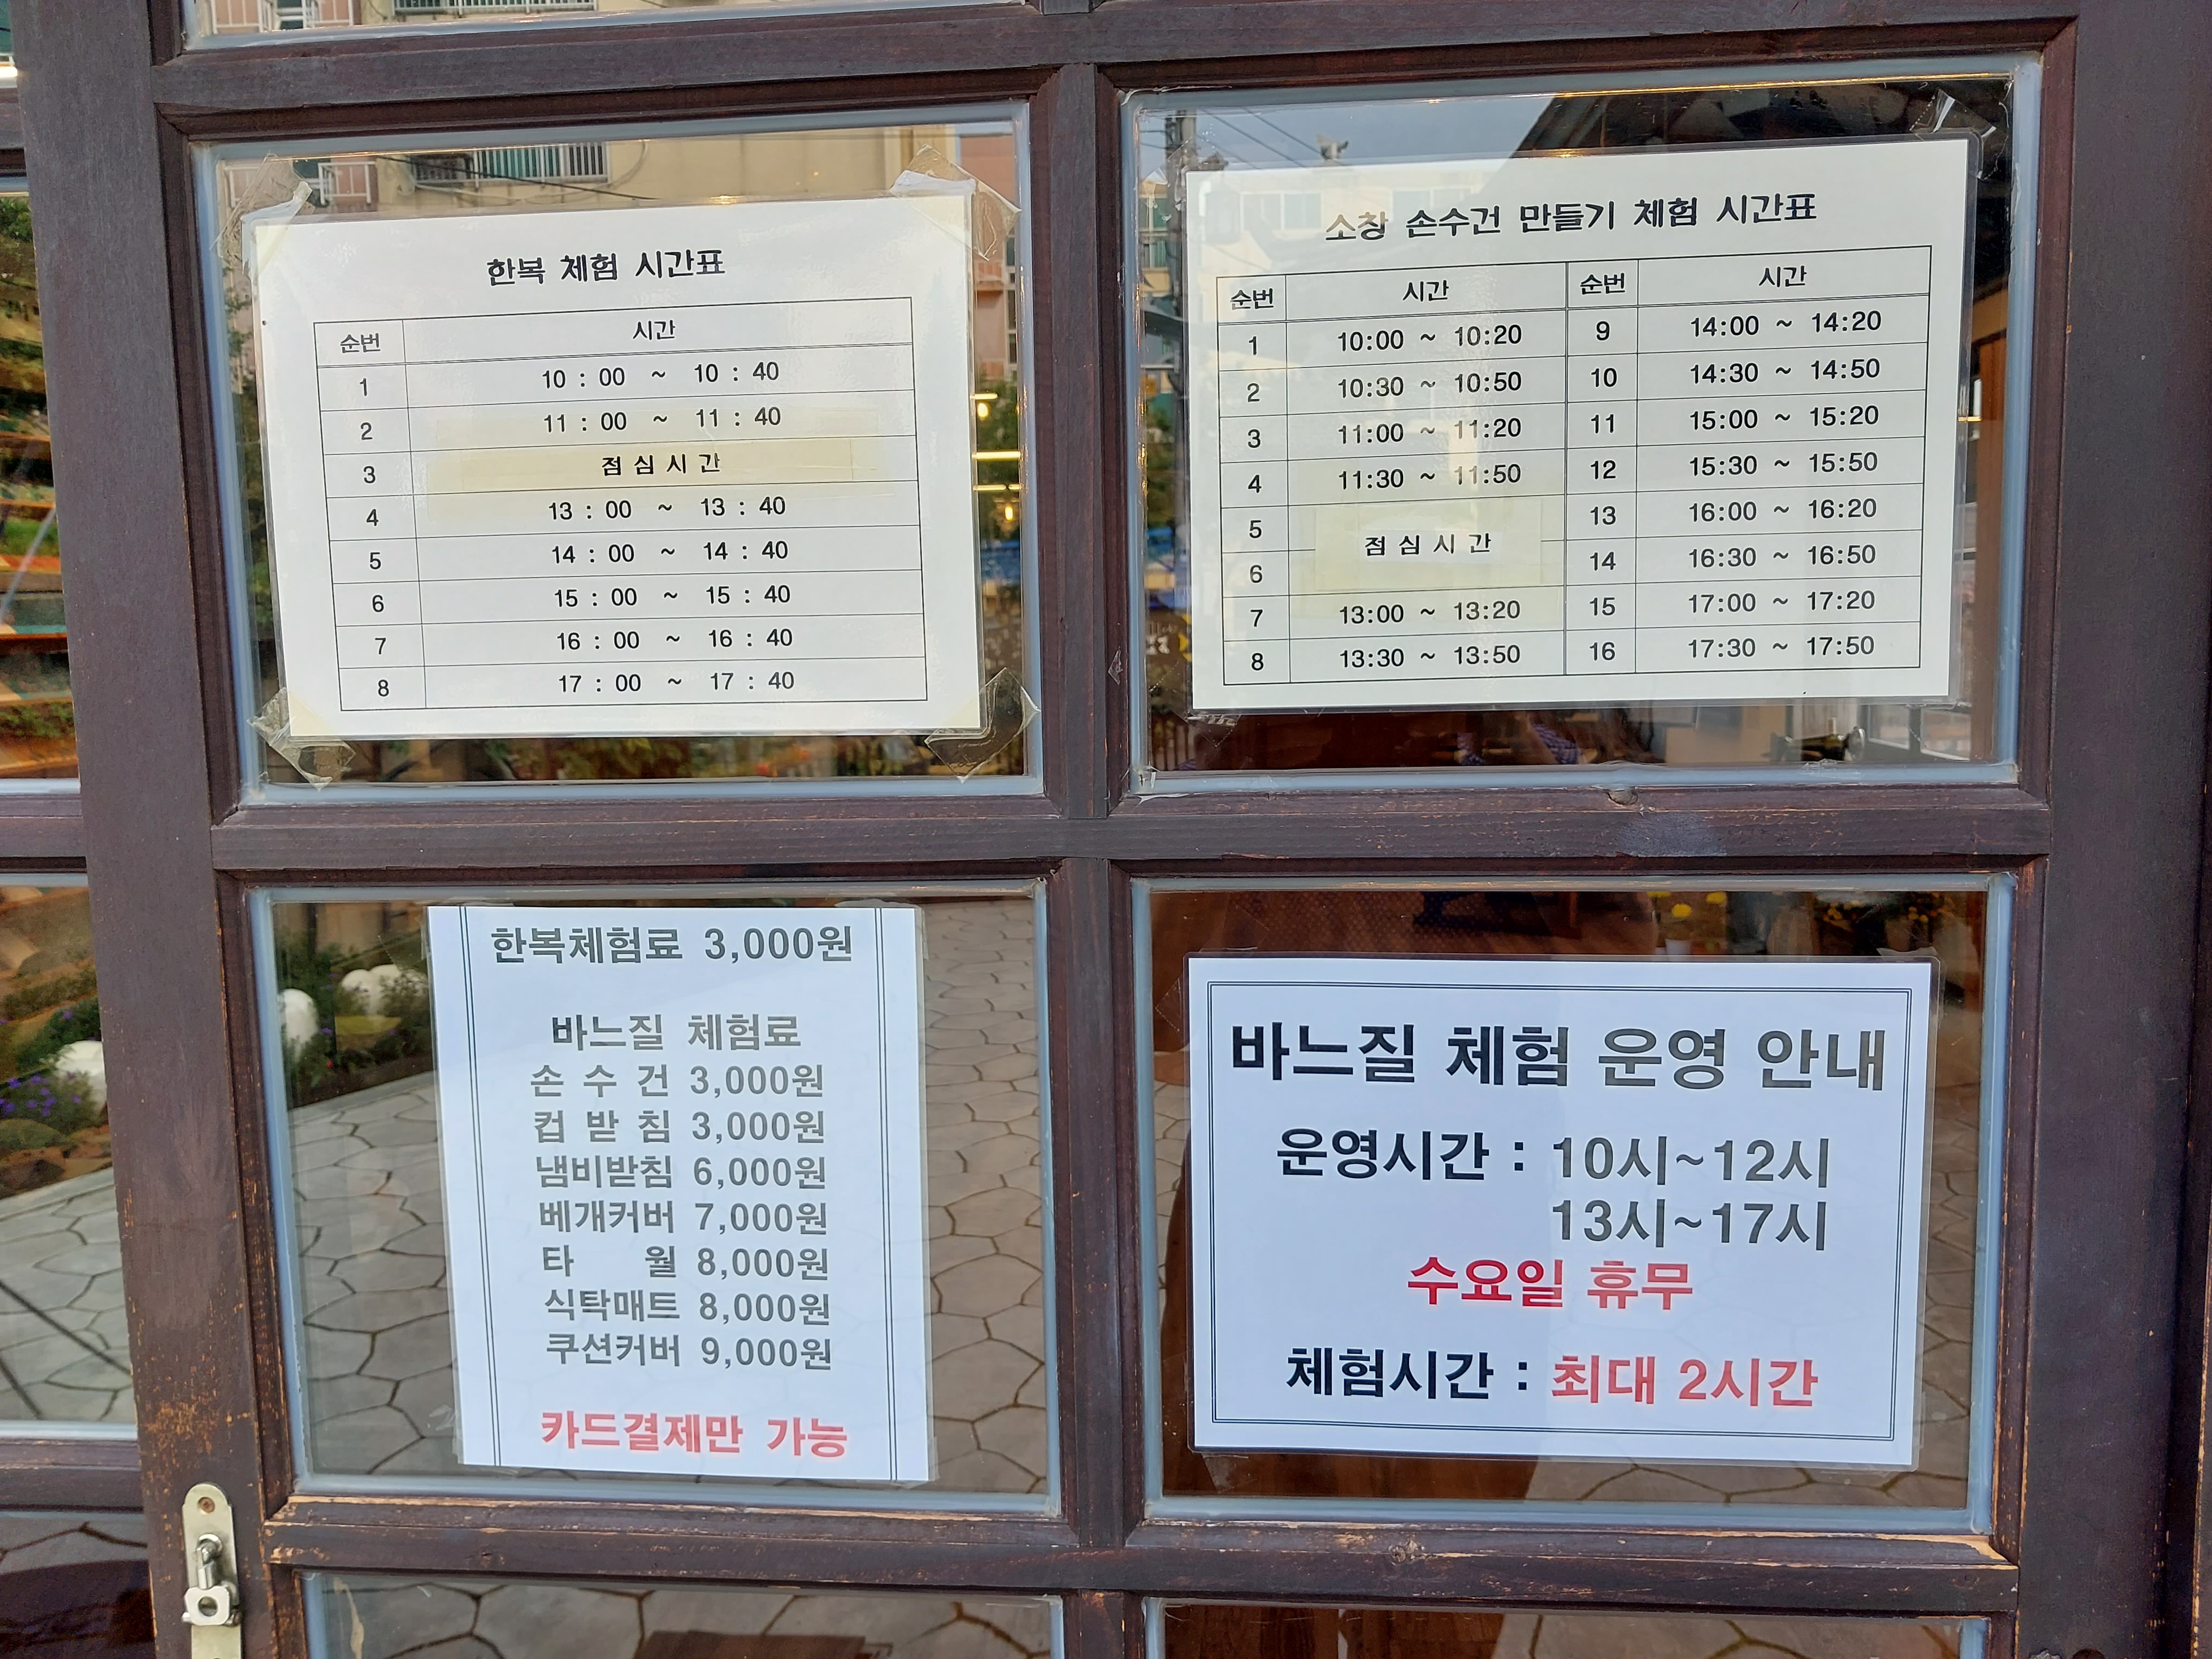 한복 체험 시간표
순번 시간
1 10 : 00 ~ 10 : 40
2 11 : 00 ~ 11 : 40
3 점 심 시 간
4 13 : 00 ~ 13 : 40
5 14 : 00 ~ 14 : 40
6 15 : 00 ~ 15 : 40
7 16 : 00 ~ 16 : 40
8 17 : 00 ~ 17 : 40
소창 손수건 만들기 체험 시간표
순번 시간 순번 시간
1 10:00 ~ 10:20 9 14:00 ~ 14:20
2 10:30 ~ 10:50 10 14:30 ~ 14:50
3 11:00 ~ 11:20 11 15:00 ~ 15:20
4 11:30 ~ 11:50 12 15:30 ~ 15:50
5 점 심 시 간 13 16:00 ~ 16:20
6 14 16:30 ~ 16:50
7 13:00 ~ 13:20 15 17:00 ~ 17:20
8 13:30 ~ 13:50 16 17:30 ~ 17:50
한복체험료 3,000원
바느질 체험료
손 수 건 3,000원
컵 받 침 3,000원
냄비받침 6,000원
베개커버 7,000원
타 월 8,000원
식탁매트 8,000원
쿠션커버 9,000원
카드결제만 가능
바느질 체험 운영 안내
운영시간 : 10시~12시
13시~17시
수요일 휴무
체험시간 : 최대 2시간